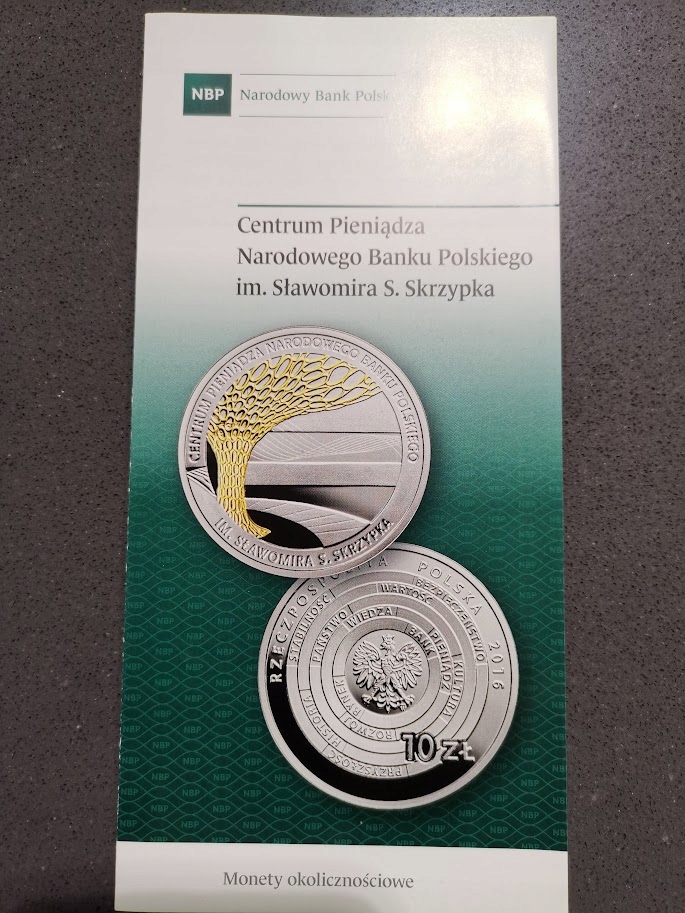 NBP Narodowy Bank
Centrum Pieniądza
Narodowego Banku Polskiego
im. Sławomira S. Skrzypka
CENTRUM PIENIĄDZA NARODOWEGO BANKU POLSKIEGO
IM. SŁAWOMIRA S. SKRZYPKA
RZECZPOSPOLITA POLSKA 2016
STABILNOŚĆ WARTOŚĆ BEZPIECZEŃSTWO
PAŃSTWO WIEDZA PIENIĄDZ KULTURA
BANK
RYNEK ROZWÓJ
HISTORIA PRZYSZŁOŚĆ
10 ZŁ
Monety okolicznościowe